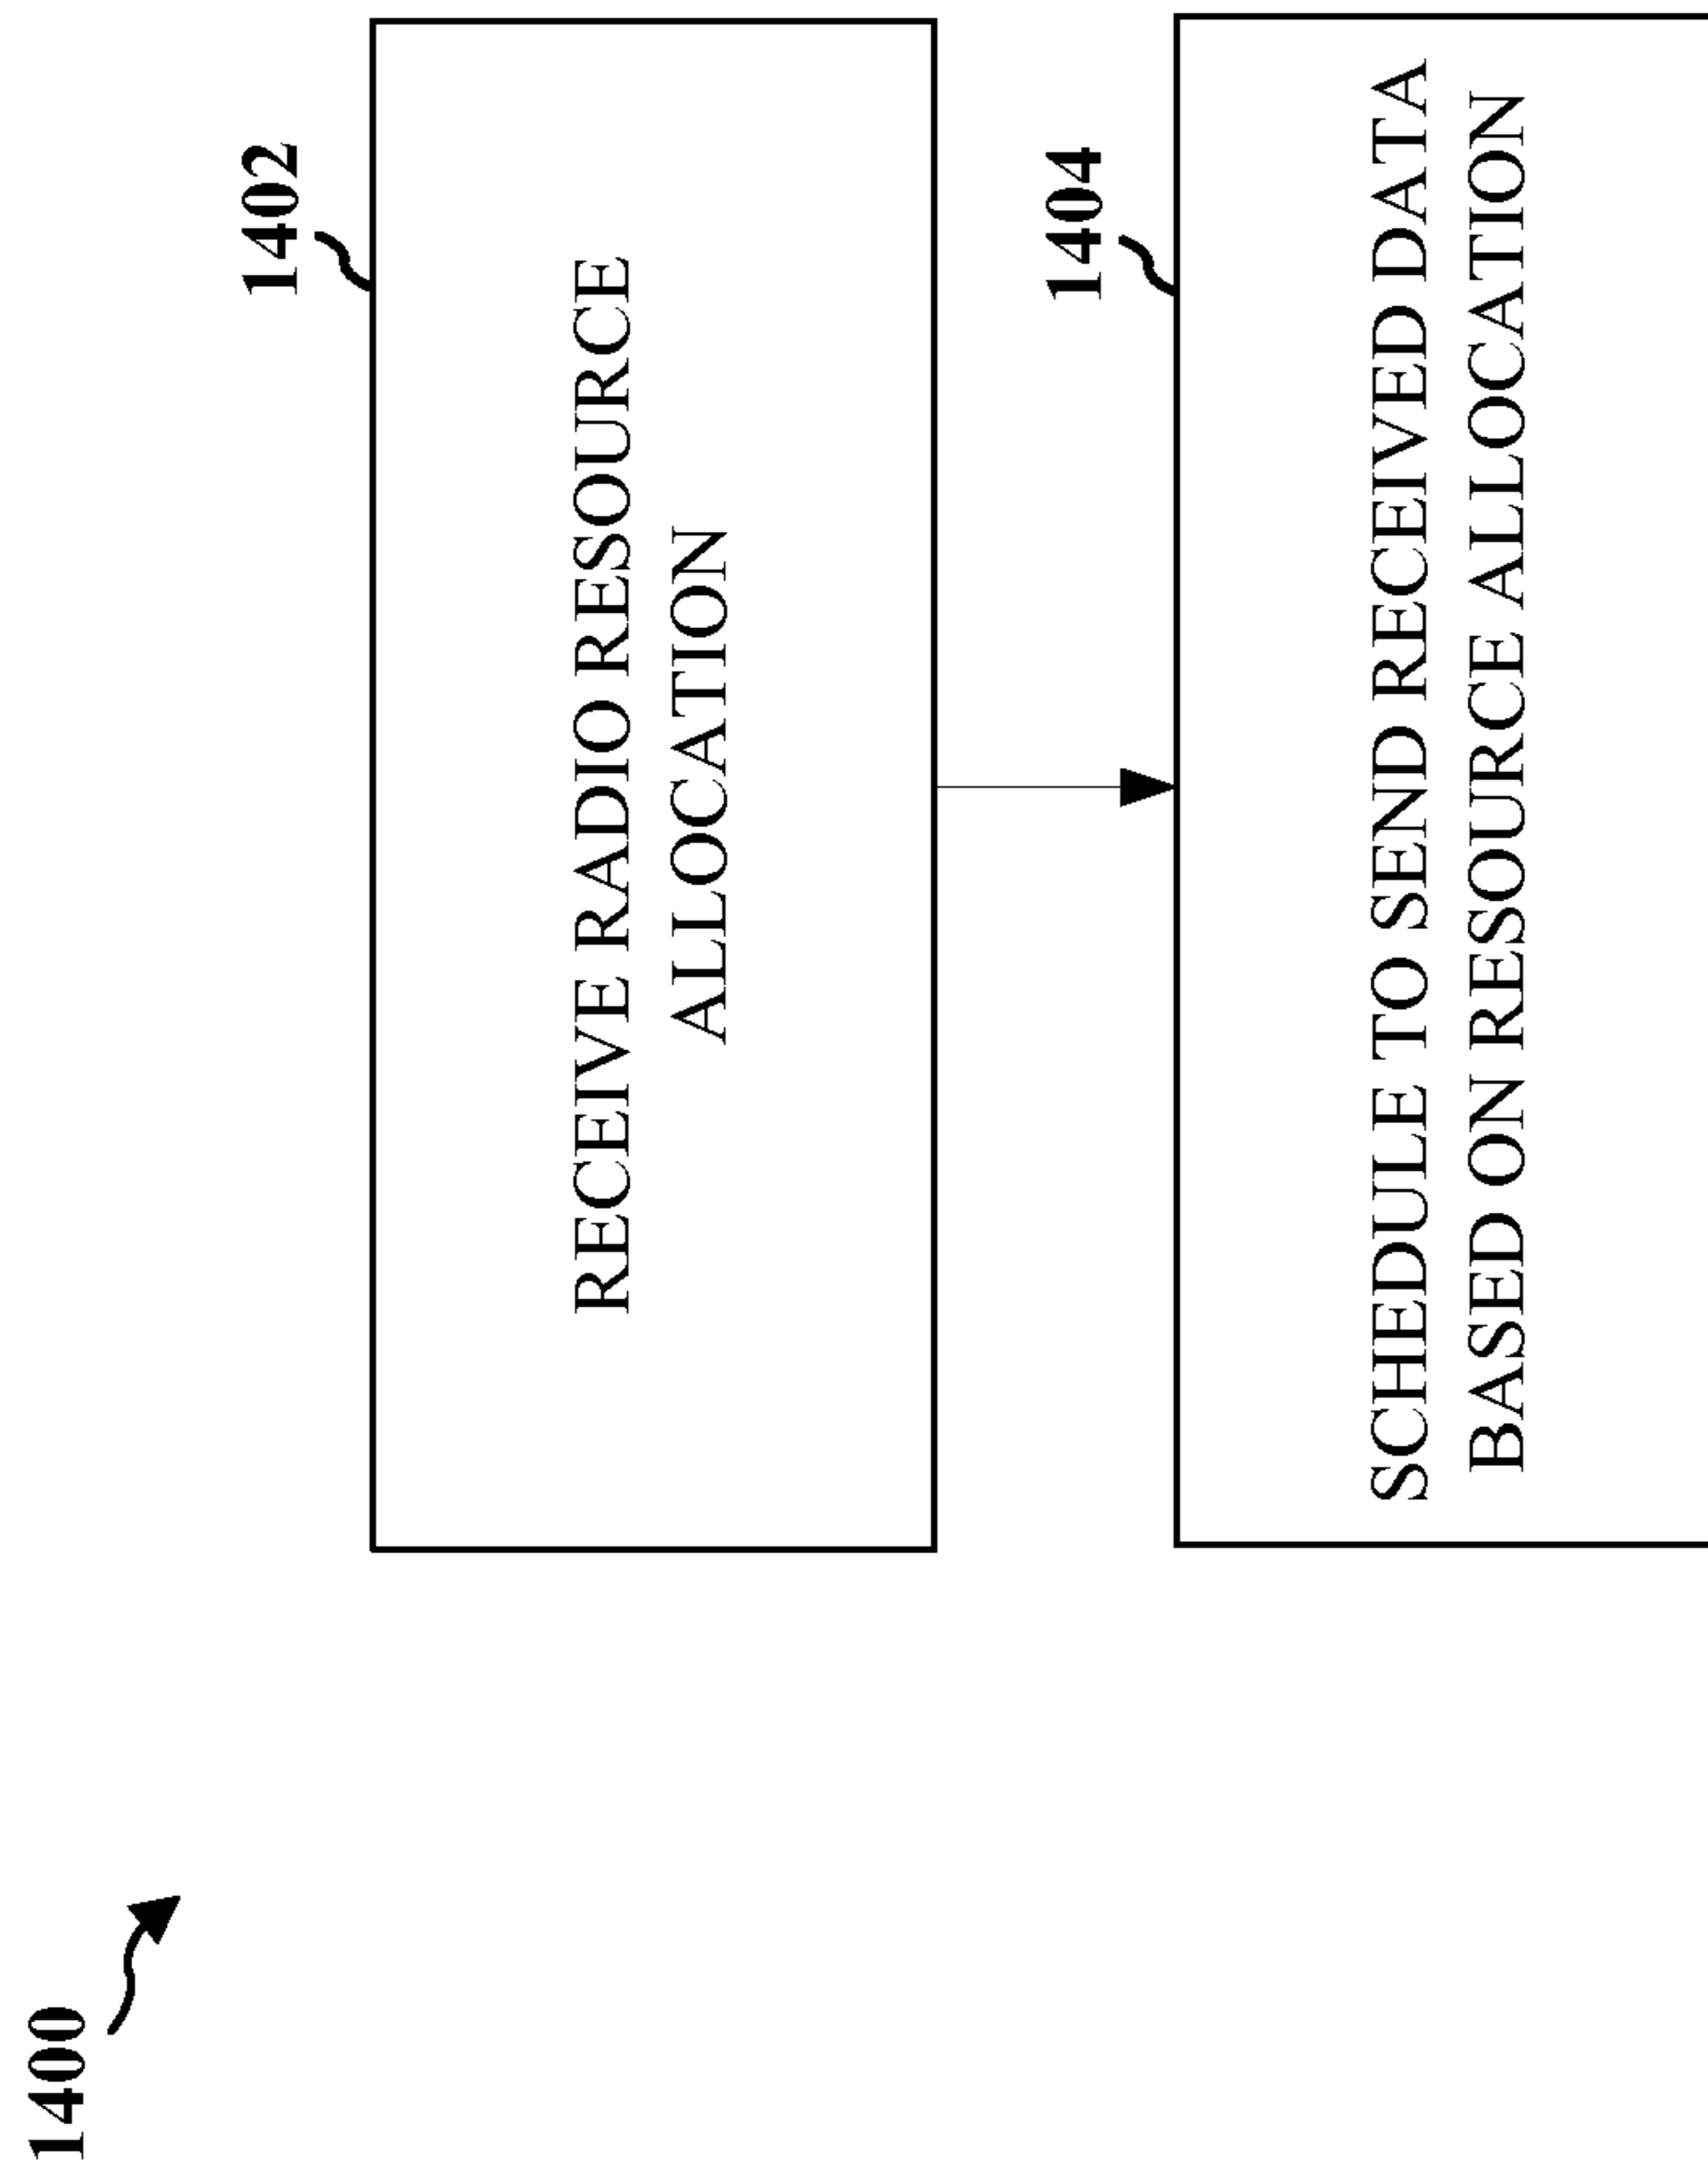 1400
1402
RECEIVE RADIO RESOURCE
ALLOCATION
1404
SCHEDULE TO SEND RECEIVED DATA
BASED ON RESOURCE ALLOCATION